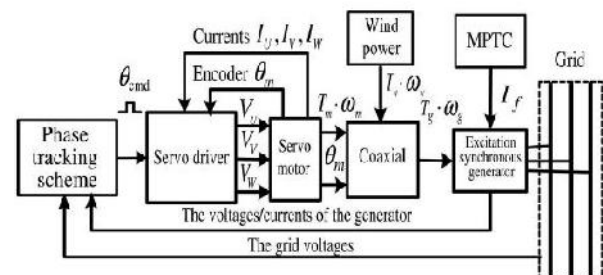 Currents I_U, I_V, I_W
Wind
power
MPTC
Grid
Encoder θ_m
θ_cmd
T_m·ω_m
T_g·ω_g
I_f
V_V
V_W
Phase
tracking
scheme
Servo driver
Servo
motor
θ_m
Coaxial
Excitation
synchronous
generator
The voltages/currents of the generator
The grid voltages